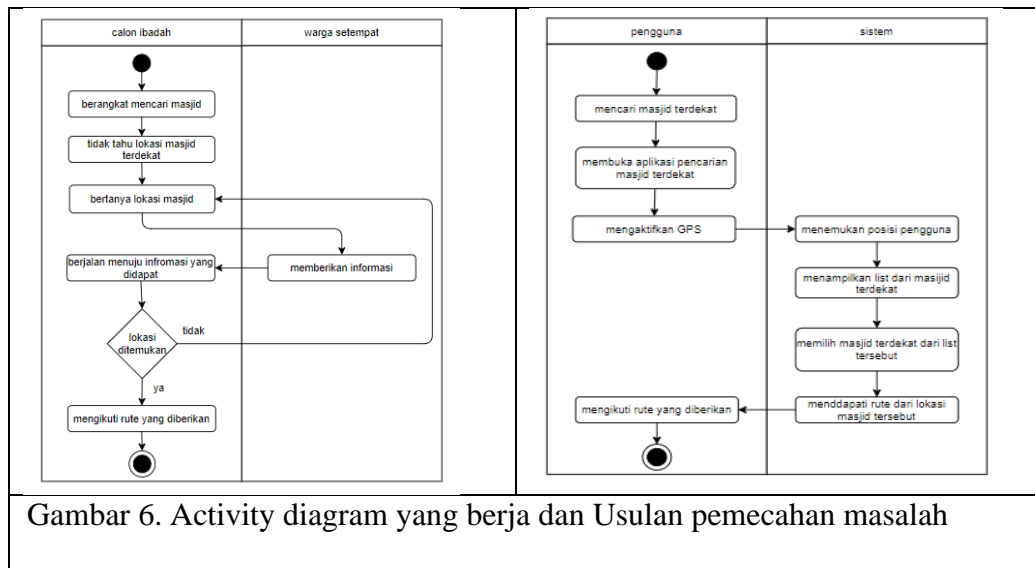 calon ibadah
warga setempat
berangkat mencari masjid
tidak tahu lokasi masjid
terdekat
bertanya lokasi masjid
memberikan informasi
berjalan menuju infromasi yang
didapat
lokasi
ditemukan
tidak
ya
mengikuti rute yang diberikan
pengguna
sistem
mencari masjid terdekat
membuka aplikasi pencarian
masjid terdekat
mengaktifkan GPS
menemukan posisi pengguna
menampilkan list dari masijid
terdekat
memilih masjid terdekat dari list
tersebut
menddapati rute dari lokasi
masjid tersebut
mengikuti rute yang diberikan
Gambar 6. Activity diagram yang berja dan Usulan pemecahan masalah